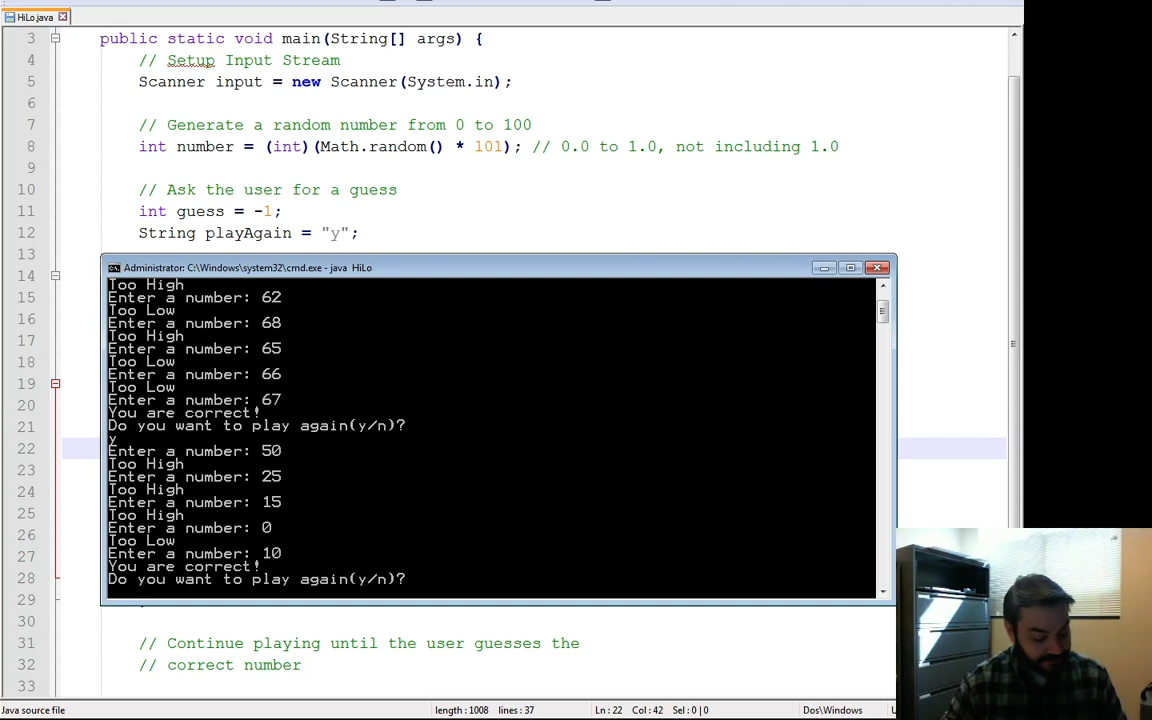 HiLo.java
3 public static void main(String[] args) {
4 // Setup Input Stream
5 Scanner input = new Scanner(System.in);
6
7 // Generate a random number from 0 to 100
8 int number = (int)(Math.random() * 101); // 0.0 to 1.0, not including 1.0
9
10 // Ask the user for a guess
11 int guess = -1;
12 String playAgain = "y";
13
14
15
16
17
18
19
20
21
22
23
24
25
26
27
28
29
Administrator: C:\Windows\system32\cmd.exe - java HiLo
Too High
Enter a number: 62
Too Low
Enter a number: 68
Too High
Enter a number: 65
Too Low
Enter a number: 66
Too Low
Enter a number: 67
You are correct!
Do you want to play again(y/n)?
y
Enter a number: 50
Too High
Enter a number: 25
Too High
Enter a number: 15
Too High
Enter a number: 0
Too Low
Enter a number: 10
You are correct!
Do you want to play again(y/n)?
30
31 // Continue playing until the user guesses the
32 // correct number
33
Java source file length : 1008 lines : 37 Ln : 22 Col : 42 Sel : 0 | 0 Dos\Windows